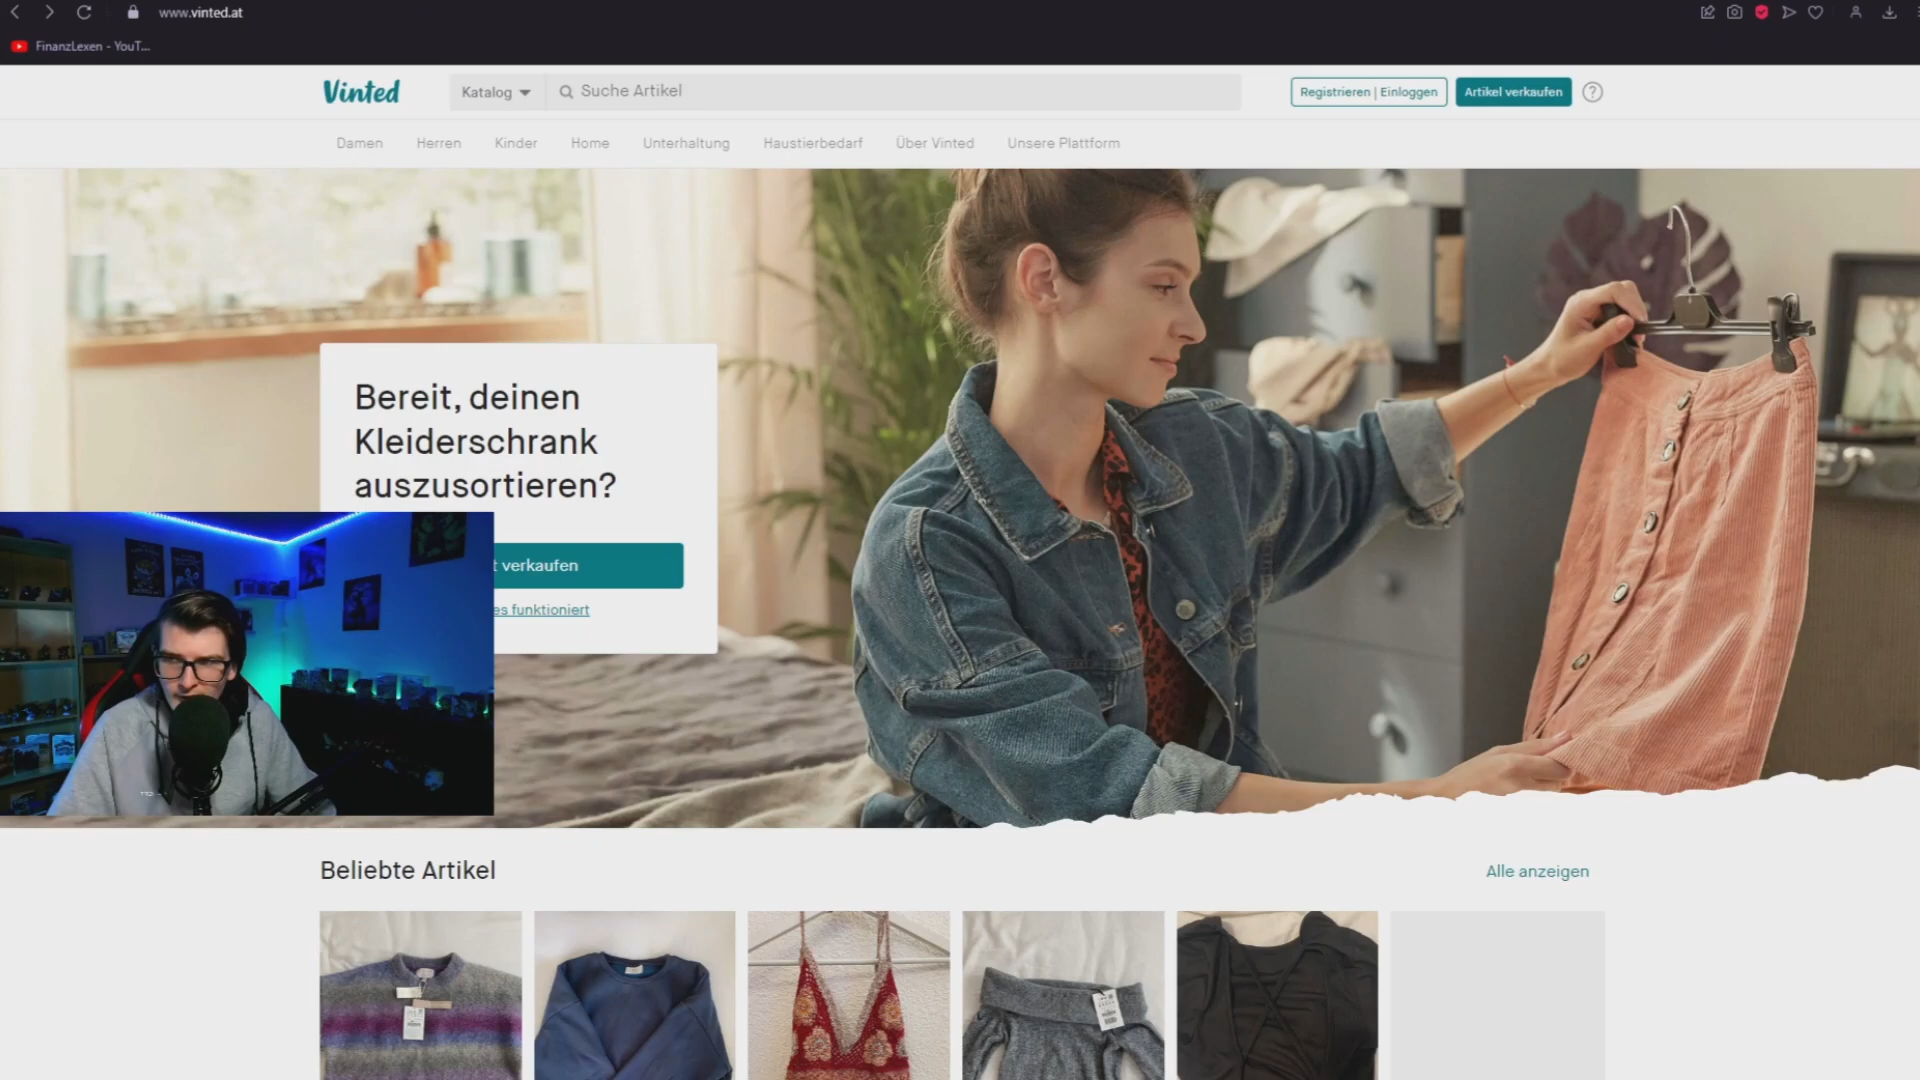 www.vinted.at
FinanzLexen - YouT...
Vinted
Katalog
Suche Artikel
Registrieren | Einloggen
Artikel verkaufen
?
Damen
Herren
Kinder
Home
Unterhaltung
Haustierbedarf
Über Vinted
Unsere Plattform
Bereit, deinen
Kleiderschrank
auszusortieren?
t verkaufen
es funktioniert
Beliebte Artikel
Alle anzeigen